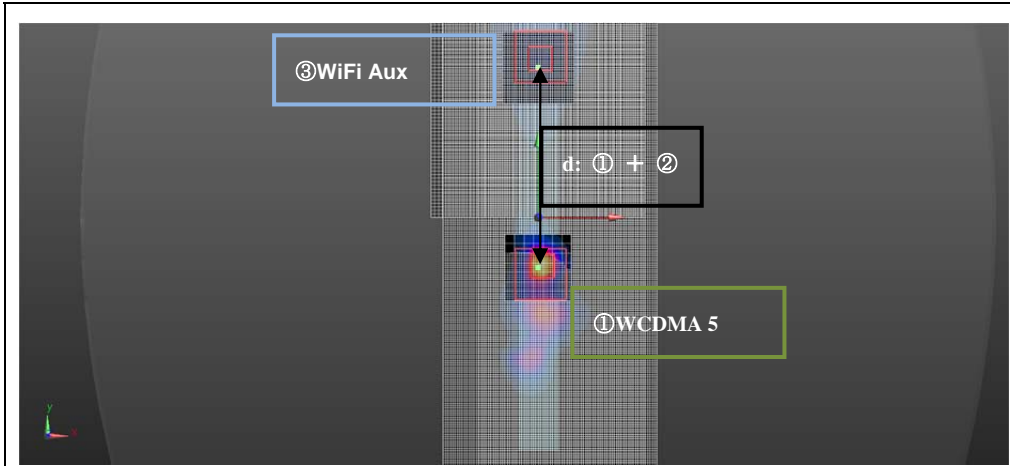 ③WiFi Aux
d: ① + ②
①WCDMA 5
y
x